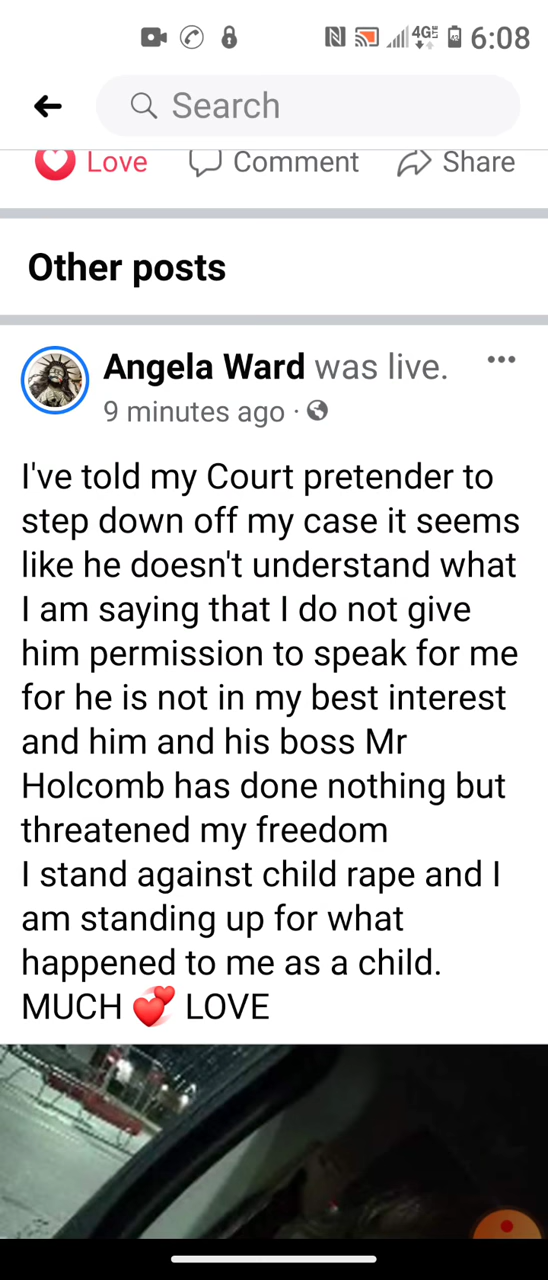 4GE 6:08
Search
Love Comment Share
Other posts
Angela Ward was live.
9 minutes ago ·
I've told my Court pretender to
step down off my case it seems
like he doesn't understand what
I am saying that I do not give
him permission to speak for me
for he is not in my best interest
and him and his boss Mr
Holcomb has done nothing but
threatened my freedom
I stand against child rape and I
am standing up for what
happened to me as a child.
MUCH 💞 LOVE